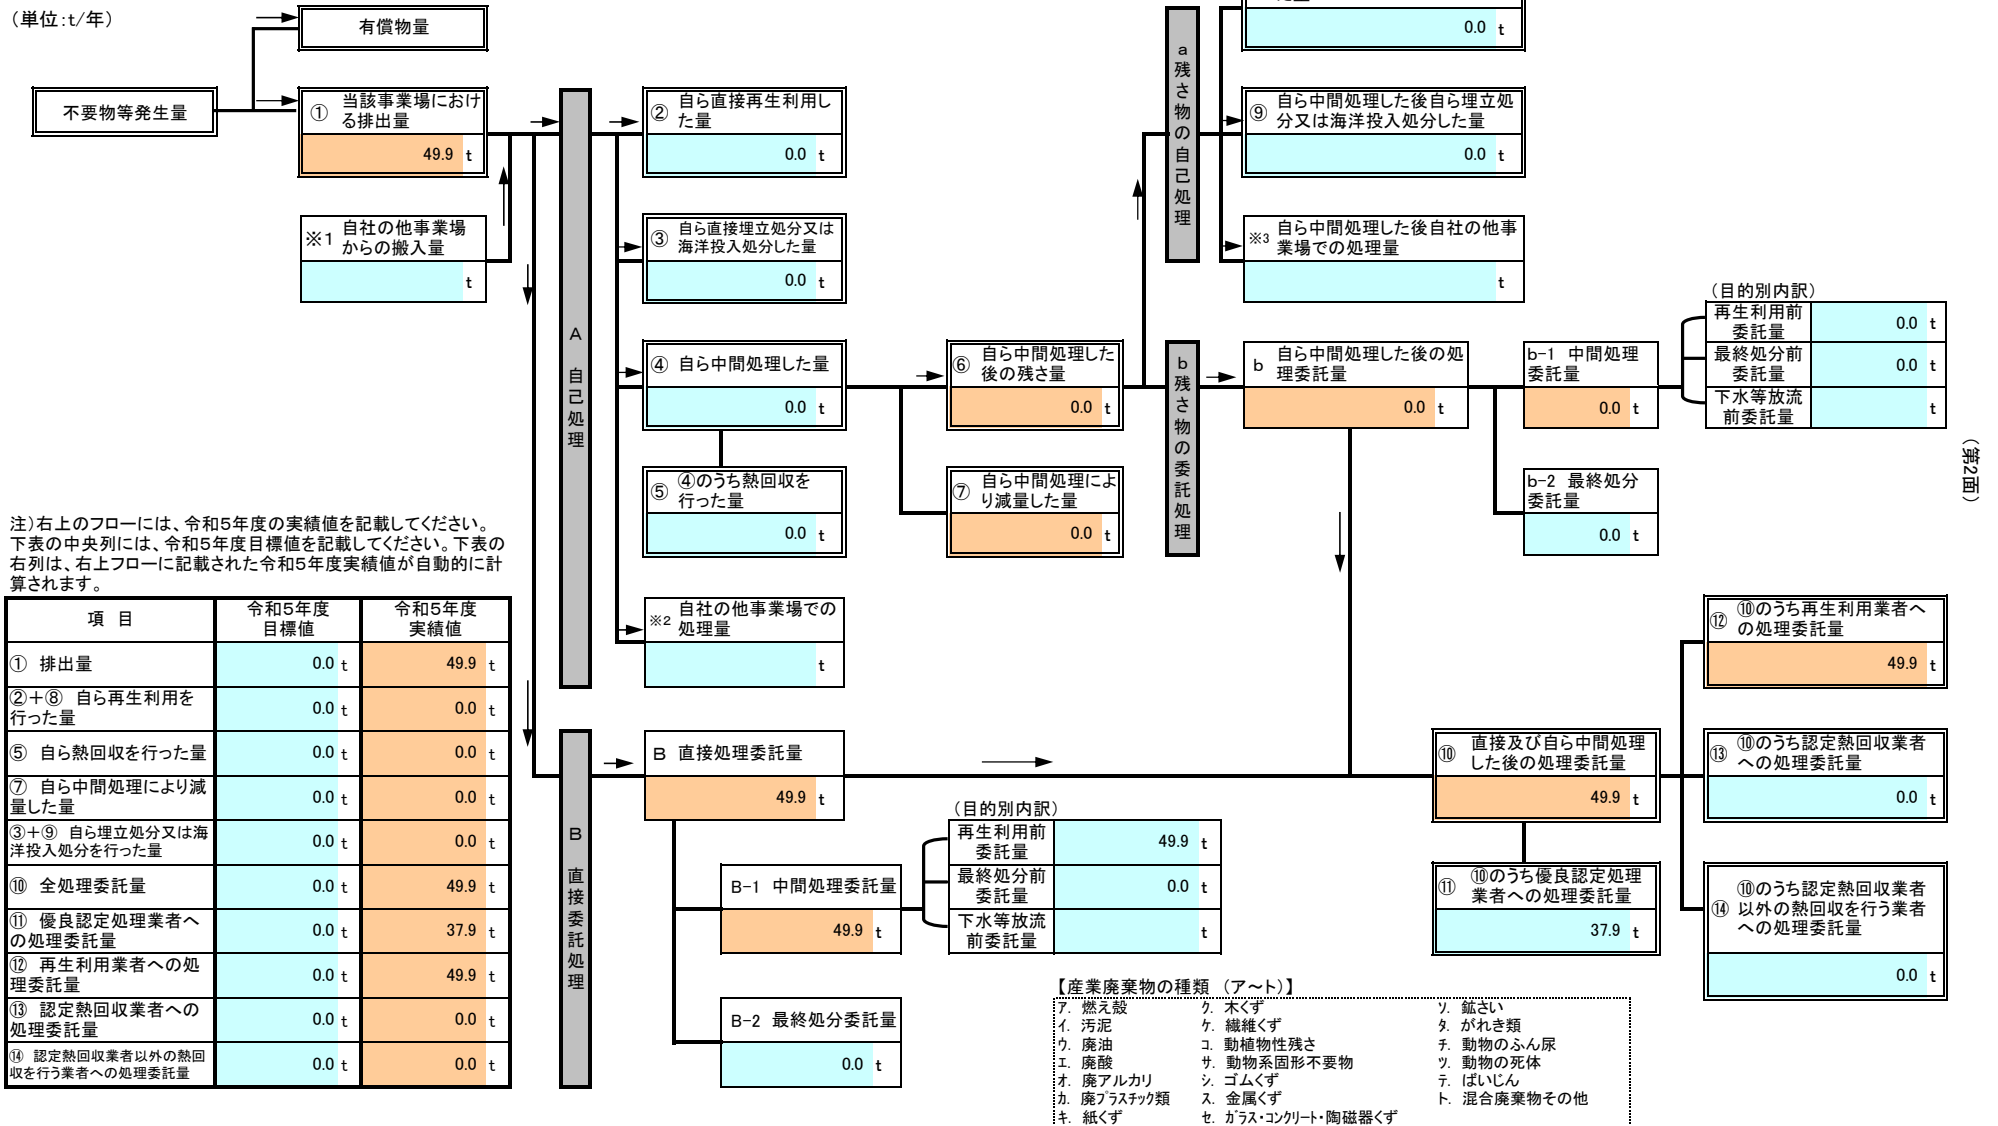 (単位:t/年)
有償物量
不要物等発生量
① 当該事業場におけ
る排出量
49.9 t
※1 自社の他事業場
からの搬入量
t
A 自己処理
② 自ら直接再生利用し
た量
0.0 t
③ 自ら直接埋立処分又は
海洋投入処分した量
0.0 t
④ 自ら中間処理した量
0.0 t
⑤ ④のうち熱回収を
行った量
0.0 t
※2 自社の他事業場での
処理量
t
⑥ 自ら中間処理した
後の残さ量
0.0 t
⑦ 自ら中間処理によ
り減量した量
0.0 t
a残さ物の自己処理
0.0 t
⑨ 自ら中間処理した後自ら埋立処
分又は海洋投入処分した量
0.0 t
※3 自ら中間処理した後自社の他事
業場での処理量
t
b残さ物の委託処理
b 自ら中間処理した後の処
理委託量
0.0 t
b-1 中間処理
委託量
0.0 t
b-2 最終処分
委託量
0.0 t
(目的別内訳)
再生利用前
委託量 0.0 t
最終処分前
委託量 0.0 t
下水等放流
前委託量 t
(第2面)
注)右上のフローには、令和5年度の実績値を記載してください。
下表の中央列には、令和5年度目標値を記載してください。下表の
右列は、右上フローに記載された令和5年度実績値が自動的に計
算されます。
項 目 令和5年度
目標値 令和5年度
実績値
① 排出量 0.0 t 49.9 t
②+⑧ 自ら再生利用を
行った量 0.0 t 0.0 t
⑤ 自ら熱回収を行った量 0.0 t 0.0 t
⑦ 自ら中間処理により減
量した量 0.0 t 0.0 t
③+⑨ 自ら埋立処分又は海
洋投入処分を行った量 0.0 t 0.0 t
⑩ 全処理委託量 0.0 t 49.9 t
⑪ 優良認定処理業者へ
の処理委託量 0.0 t 37.9 t
⑫ 再生利用業者への処
理委託量 0.0 t 49.9 t
⑬ 認定熱回収業者への
処理委託量 0.0 t 0.0 t
⑭ 認定熱回収業者以外の熱回
収を行う業者への処理委託量 0.0 t 0.0 t
B 直接委託処理
B 直接処理委託量
49.9 t
B-1 中間処理委託量
49.9 t
B-2 最終処分委託量
0.0 t
(目的別内訳)
再生利用前
委託量 49.9 t
最終処分前
委託量 0.0 t
下水等放流
前委託量 t
⑩ 直接及び自ら中間処理
した後の処理委託量
49.9 t
⑪ ⑩のうち優良認定処理
業者への処理委託量
37.9 t
⑫ ⑩のうち再生利用業者へ
の処理委託量
49.9 t
⑬ ⑩のうち認定熱回収業者
への処理委託量
0.0 t
⑭ ⑩のうち認定熱回収業者
以外の熱回収を行う業者
への処理委託量
0.0 t
【産業廃棄物の種類 (ア~ト)】
ア. 燃え殻 ク. 木くず ソ. 鉱さい
イ. 汚泥 ケ. 繊維くず タ. がれき類
ウ. 廃油 コ. 動植物性残さ チ. 動物のふん尿
エ. 廃酸 サ. 動物系固形不要物 ツ. 動物の死体
オ. 廃アルカリ シ. ゴムくず テ. ばいじん
カ. 廃プラスチック類 ス. 金属くず ト. 混合廃棄物その他
キ. 紙くず セ. ガラス・コンクリート・陶磁器くず